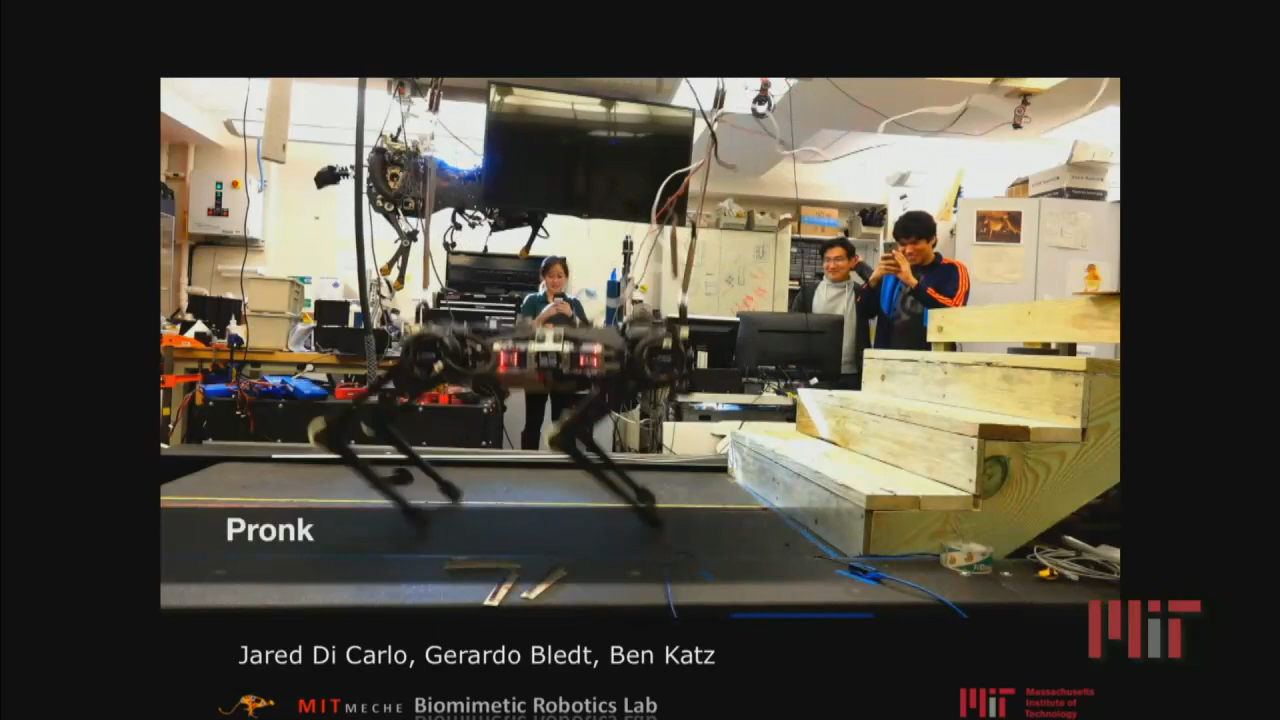 Pronk
Jared Di Carlo, Gerardo Bledt, Ben Katz
MIT
MIT MECHE Biomimetic Robotics Lab
MIT
Massachusetts
Institute of
Technology